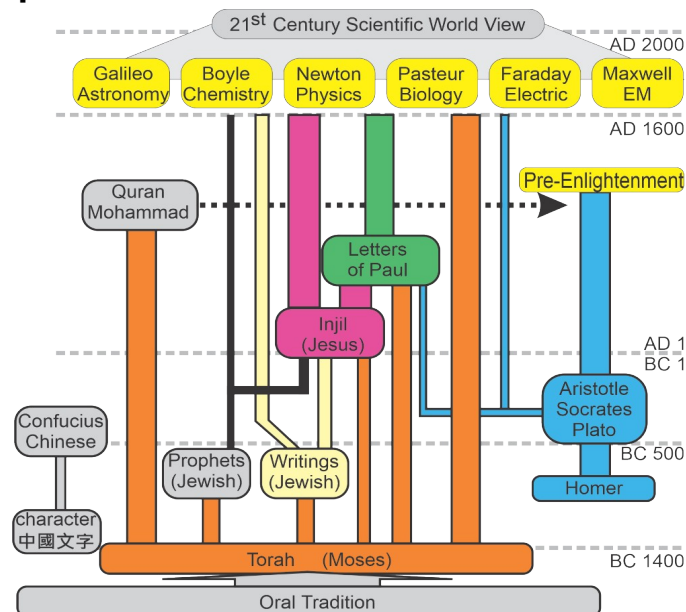 21st Century Scientific World View
AD 2000
Galileo
Astronomy
Boyle
Chemistry
Newton
Physics
Pasteur
Biology
Faraday
Electric
Maxwell
EM
AD 1600
Pre-Enlightenment
Quran
Mohammad
Letters
of Paul
Injil
(Jesus)
AD 1
BC 1
Aristotle
Socrates
Plato
Confucius
Chinese
BC 500
Prophets
(Jewish)
Writings
(Jewish)
Homer
character
中國文字
Torah (Moses)
BC 1400
Oral Tradition